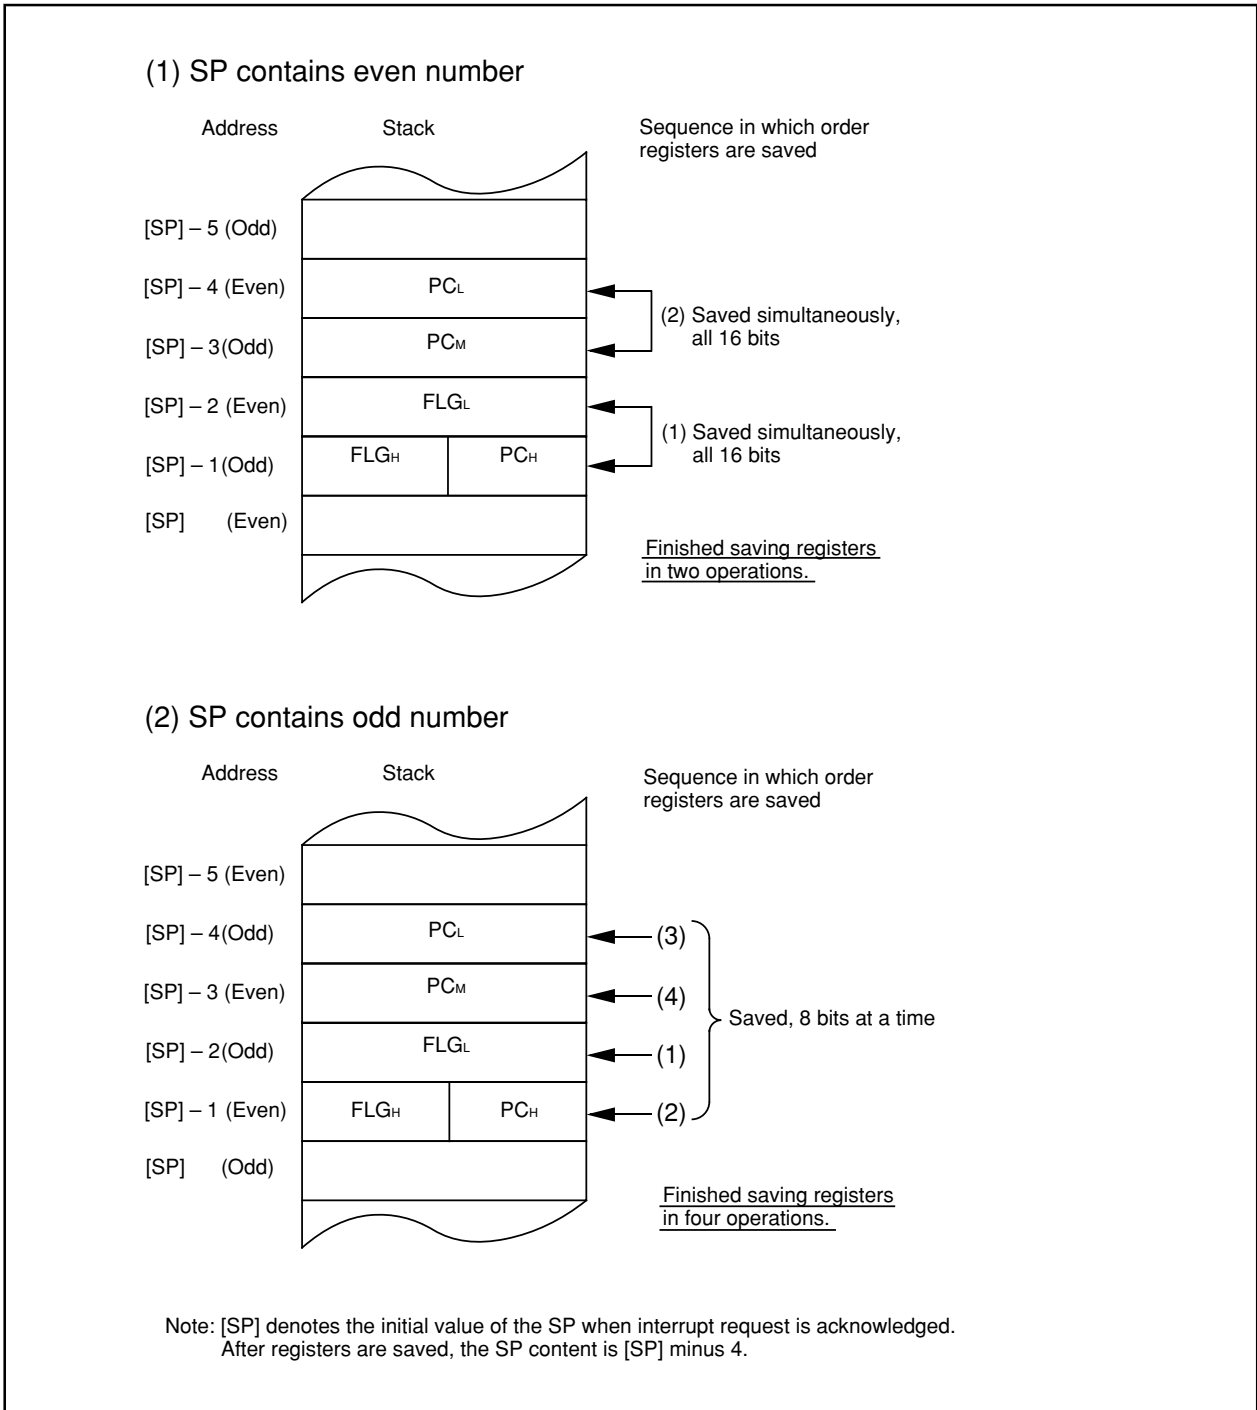 (1) SP contains even number
Address Stack Sequence in which order
registers are saved
[SP] – 5 (Odd)
[SP] – 4 (Even) PCL
(2) Saved simultaneously,
all 16 bits
[SP] – 3(Odd) PCM
[SP] – 2 (Even) FLGL
(1) Saved simultaneously,
all 16 bits
[SP] – 1(Odd) FLGH PCH
[SP] (Even)
Finished saving registers
in two operations.
(2) SP contains odd number
Address Stack Sequence in which order
registers are saved
[SP] – 5 (Even)
[SP] – 4(Odd) PCL (3)
[SP] – 3 (Even) PCM (4)
Saved, 8 bits at a time
[SP] – 2(Odd) FLGL (1)
[SP] – 1 (Even) FLGH PCH (2)
[SP] (Odd)
Finished saving registers
in four operations.
Note: [SP] denotes the initial value of the SP when interrupt request is acknowledged.
After registers are saved, the SP content is [SP] minus 4.